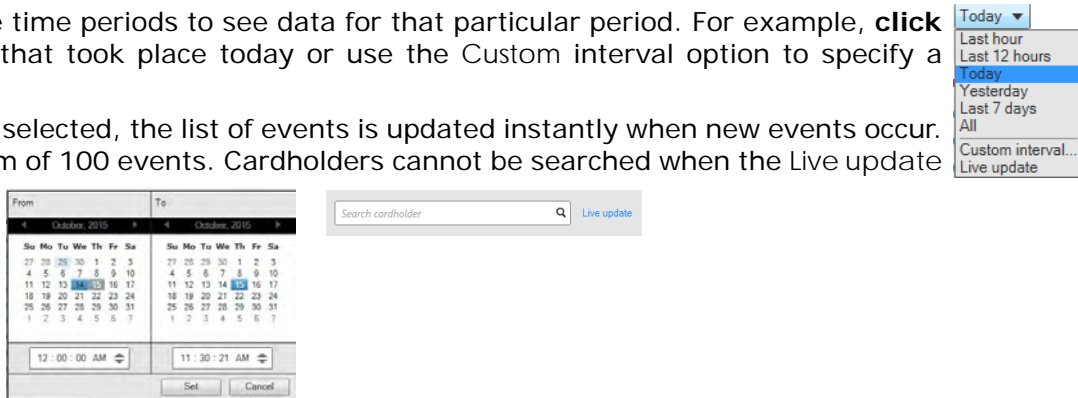 e time periods to see data for that particular period. For example, click
that took place today or use the Custom interval option to specify a
selected, the list of events is updated instantly when new events occur.
m of 100 events. Cardholders cannot be searched when the Live update
Today
Last hour
Last 12 hours
Today
Yesterday
Last 7 days
All
Custom interval...
Live update
From To
October, 2015 October, 2015
Su Mo Tu We Th Fr Sa Su Mo Tu We Th Fr Sa
27 28 29 30 1 2 3 27 28 29 30 1 2 3
4 5 6 7 8 9 10 4 5 6 7 8 9 10
11 12 13 14 15 16 17 11 12 13 14 15 16 17
18 19 20 21 22 23 24 18 19 20 21 22 23 24
25 26 27 28 29 30 31 25 26 27 28 29 30 31
1 2 3 4 5 6 7 1 2 3 4 5 6 7
12 : 00 : 00 AM 11 : 30 : 21 AM
Set Cancel
Search cardholder Live update